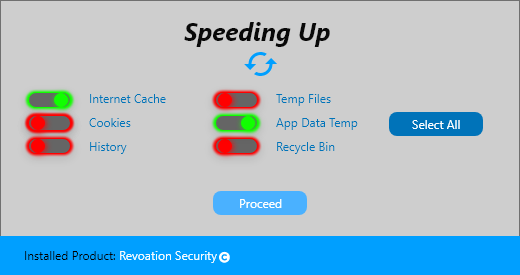 Speeding Up
Internet Cache
Temp Files
Cookies
App Data Temp
Select All
History
Recycle Bin
Proceed
Installed Product: Revoation Security ©